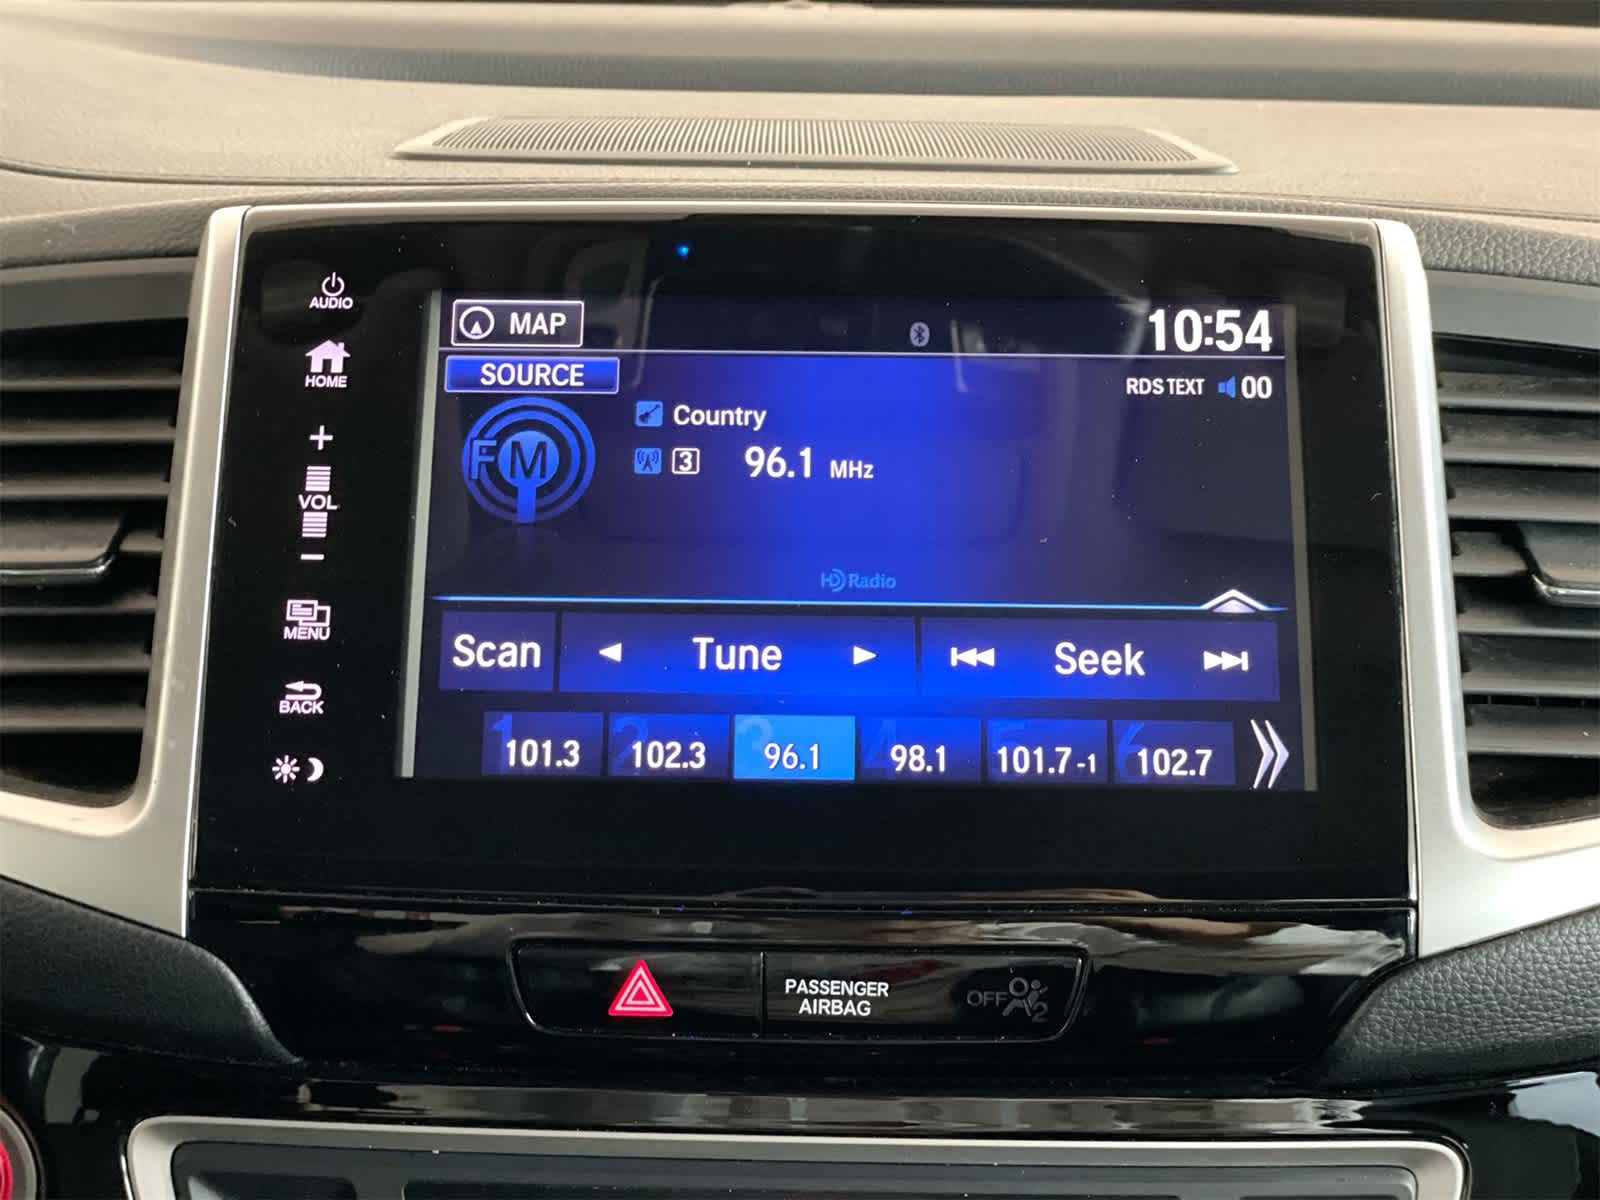 AUDIO
HOME
+
VOL
−
MENU
BACK
MAP
10:54
SOURCE
RDS TEXT 00
FM
Country
3 96.1 MHz
HD Radio
Scan Tune Seek
1 101.3
2 102.3
3 96.1
4 98.1
5 101.7-1
6 102.7
PASSENGER
AIRBAG
OFF 2